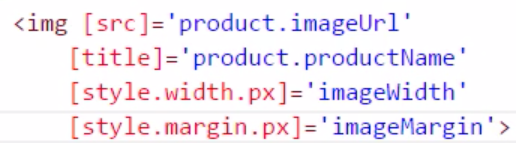 <img [src]='product.imageUrl'
[title]='product.productName'
[style.width.px]='imageWidth'
[style.margin.px]='imageMargin'>